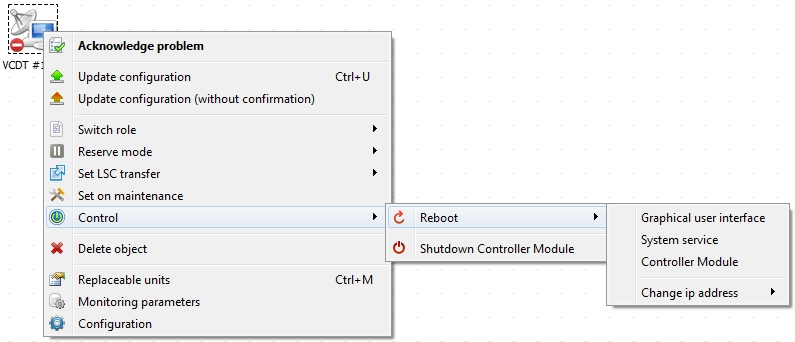 VCDT #1
Acknowledge problem
Update configuration Ctrl+U
Update configuration (without confirmation)
Switch role
Reserve mode
Set LSC transfer
Set on maintenance
Control
Delete object
Replaceable units Ctrl+M
Monitoring parameters
Configuration
Reboot
Shutdown Controller Module
Graphical user interface
System service
Controller Module
Change ip address